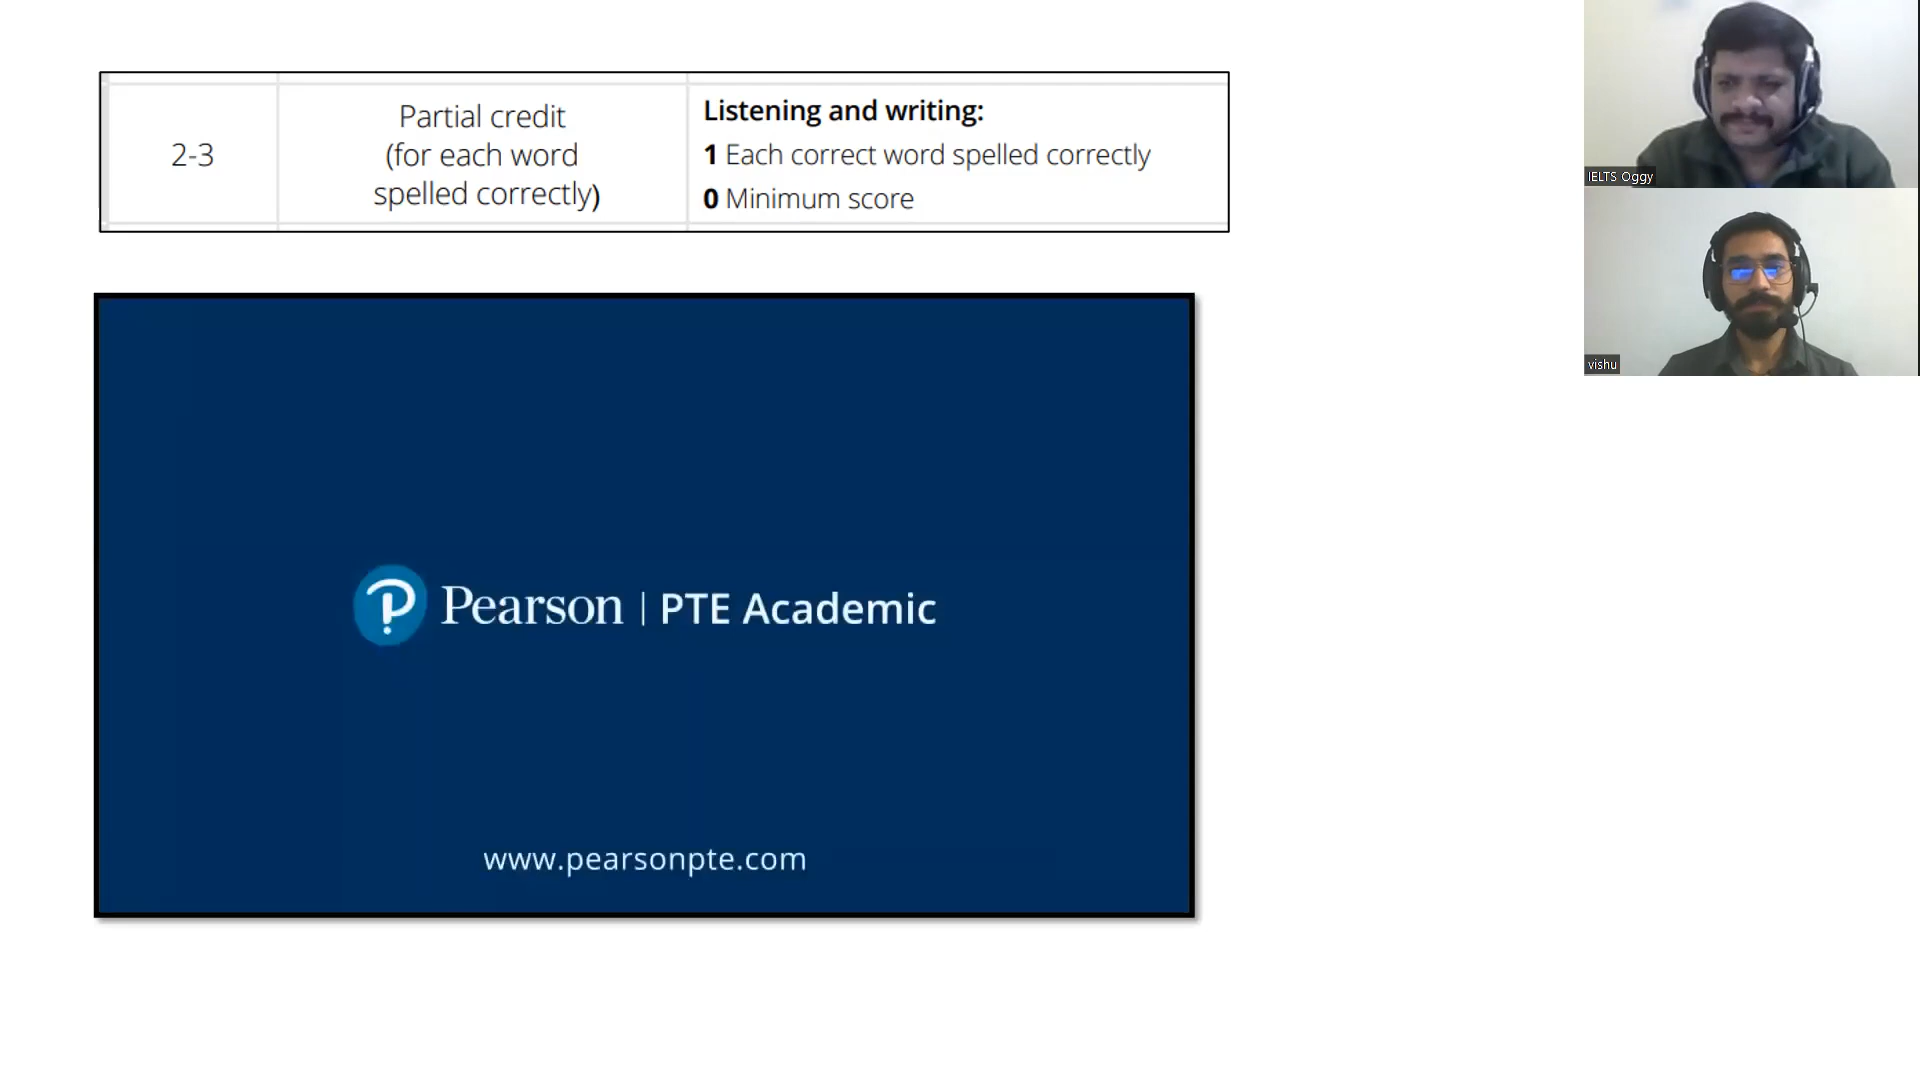 2-3
Partial credit
(for each word
spelled correctly)
Listening and writing:
1 Each correct word spelled correctly
0 Minimum score
Pearson | PTE Academic
www.pearsonpte.com
IELTS Oggy
vishu